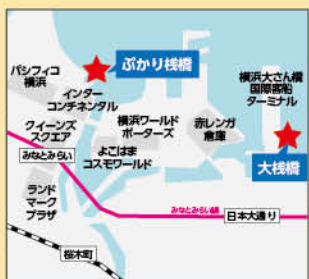 ぷかり桟橋
パシフィコ
横浜
インター
コンチネンタル
横浜大さん橋
国際客船
ターミナル
クイーンズ
スクエア
横浜ワールド
ポーターズ
赤レンガ
倉庫
みなとみらい
よこはま
コスモワールド
大桟橋
ランド
マーク
プラザ
みなとみらい線
日本大通り
桜木町